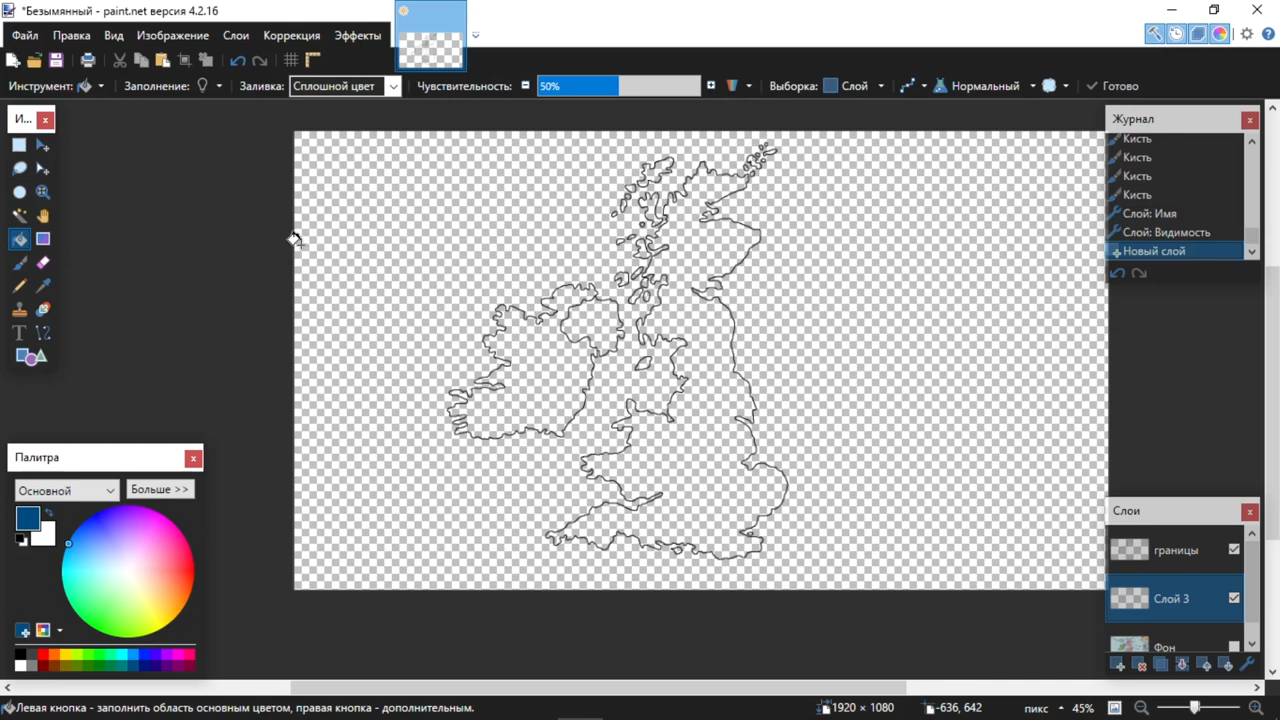 *Безымянный - paint.net версия 4.2.16
Файл Правка Вид Изображение Слои Коррекция Эффекты
Инструмент: Заполнение: Заливка: Сплошной цвет Чувствительность: 50% Выборка: Слой Нормальный Готово
И...
Журнал
Кисть
Кисть
Кисть
Кисть
Слой: Имя
Слой: Видимость
Новый слой
Палитра
Основной Больше >>
Слои
границы
Слой 3
Фон
Левая кнопка - заполнить область основным цветом, правая кнопка - дополнительным. 1920 × 1080 -636, 642 пикс 45%